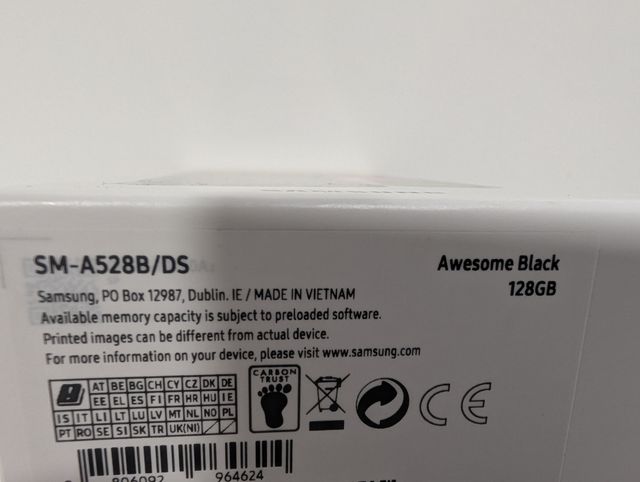 SM-A528B/DS
Awesome Black
128GB
Samsung, PO Box 12987, Dublin. IE / MADE IN VIETNAM
Available memory capacity is subject to preloaded software.
Printed images can be different from actual device.
For more information on your device, please visit www.samsung.com
AT BE BG CH CY CZ DK DE
EE EL ES FI FR HR HU IE
IS IT LI LT LU LV MT NL NO PL
PT RO SE SI SK TR UK(NI)
CARBON
TRUST
CE
806092 964624